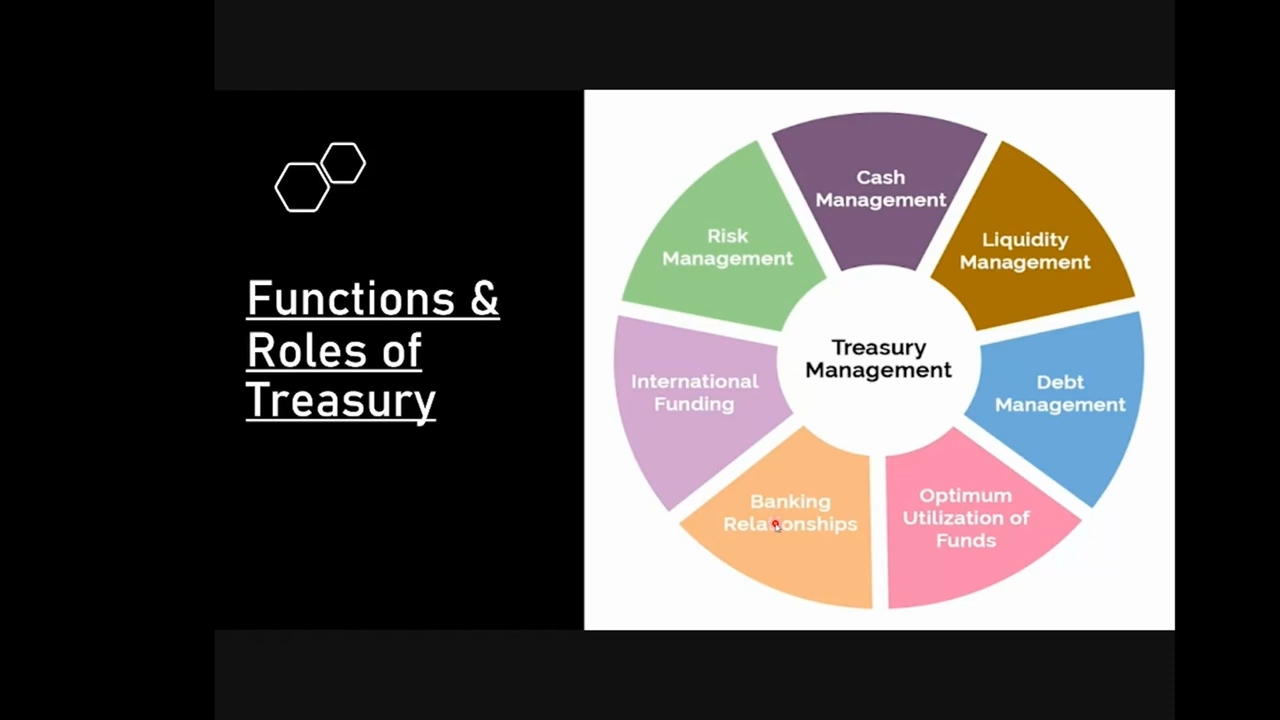 Functions &
Roles of
Treasury
Cash
Management
Liquidity
Management
Debt
Management
Optimum
Utilization of
Funds
Banking
Relationships
International
Funding
Risk
Management
Treasury
Management